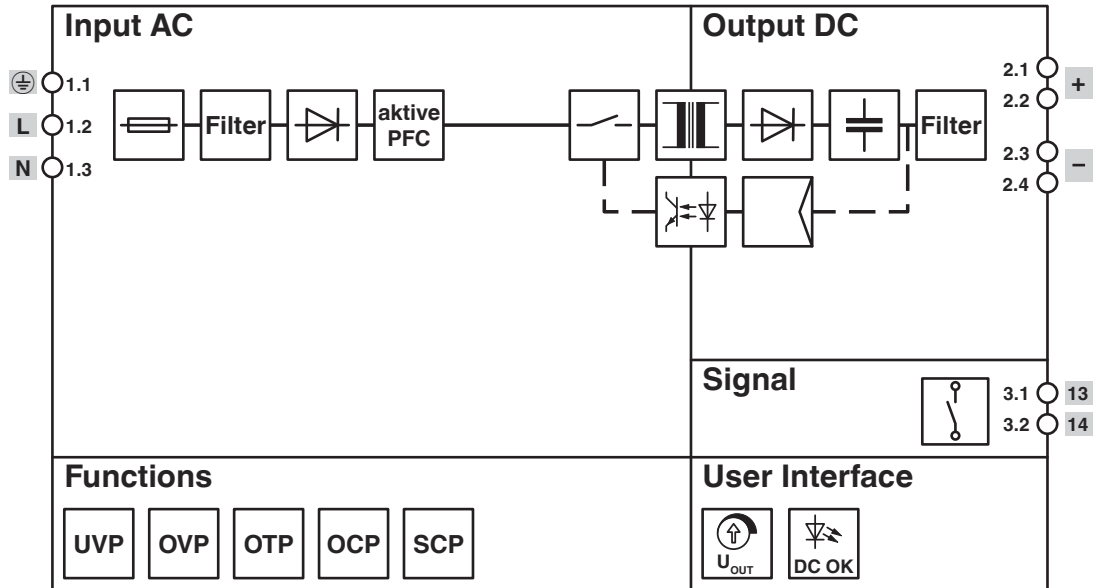 Input AC
Output DC
1.1
L 1.2
N 1.3
Filter
aktive
PFC
Filter
2.1
2.2
+
2.3
2.4
−
Signal
3.1 13
3.2 14
Functions
UVP OVP OTP OCP SCP
User Interface
UOUT
DC OK